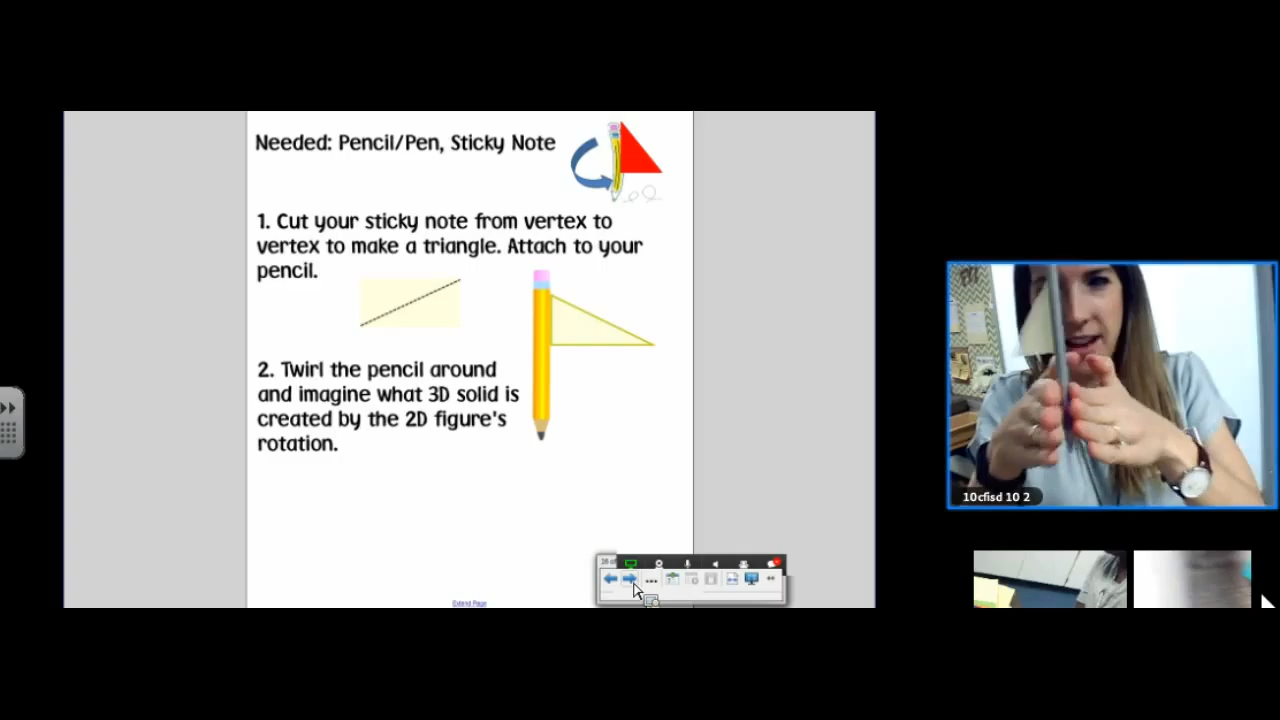 Needed: Pencil/Pen, Sticky Note
1. Cut your sticky note from vertex to
vertex to make a triangle. Attach to your
pencil.
2. Twirl the pencil around
and imagine what 3D solid is
created by the 2D figure's
rotation.
10cfisd 10 2
Extend Page